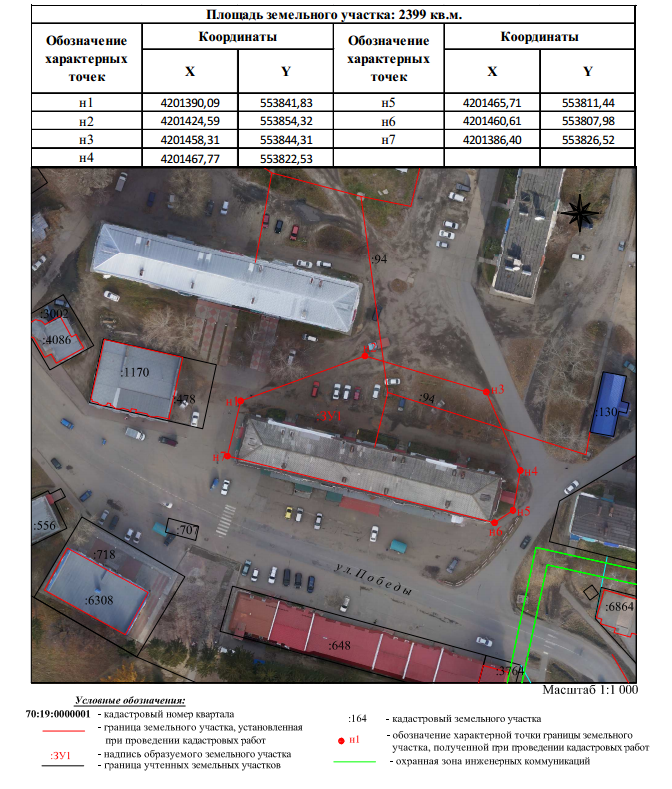 Площадь земельного участка: 2399 кв.м.
Обозначение характерных точек
Координаты
Обозначение характерных точек
Координаты
X
Y
X
Y
н1
4201390,09
553841,83
н5
4201465,71
553811,44
н2
4201424,59
553854,32
н6
4201460,61
553807,98
н3
4201458,31
553844,31
н7
4201386,40
553826,52
н4
4201467,77
553822,53
:94
:3002
:4086
:1170
:478
н3
:94
:130
н4
н5
н6
:556
:707
:718
:6308
ул.Победы
:6864
:648
:3764
Масштаб 1:1 000
Условные обозначения:
70:19:0000001 - кадастровый номер квартала
- граница земельного участка, установленная
при проведении кадастровых работ
:ЗУ1 - надпись образуемого земельного участка
- граница учтенных земельных участков
:164 - кадастровый земельного участка
н1 - обозначение характерной точки границы земельного
участка, полученной при проведении кадастровых работ
- охранная зона инженерных коммуникаций